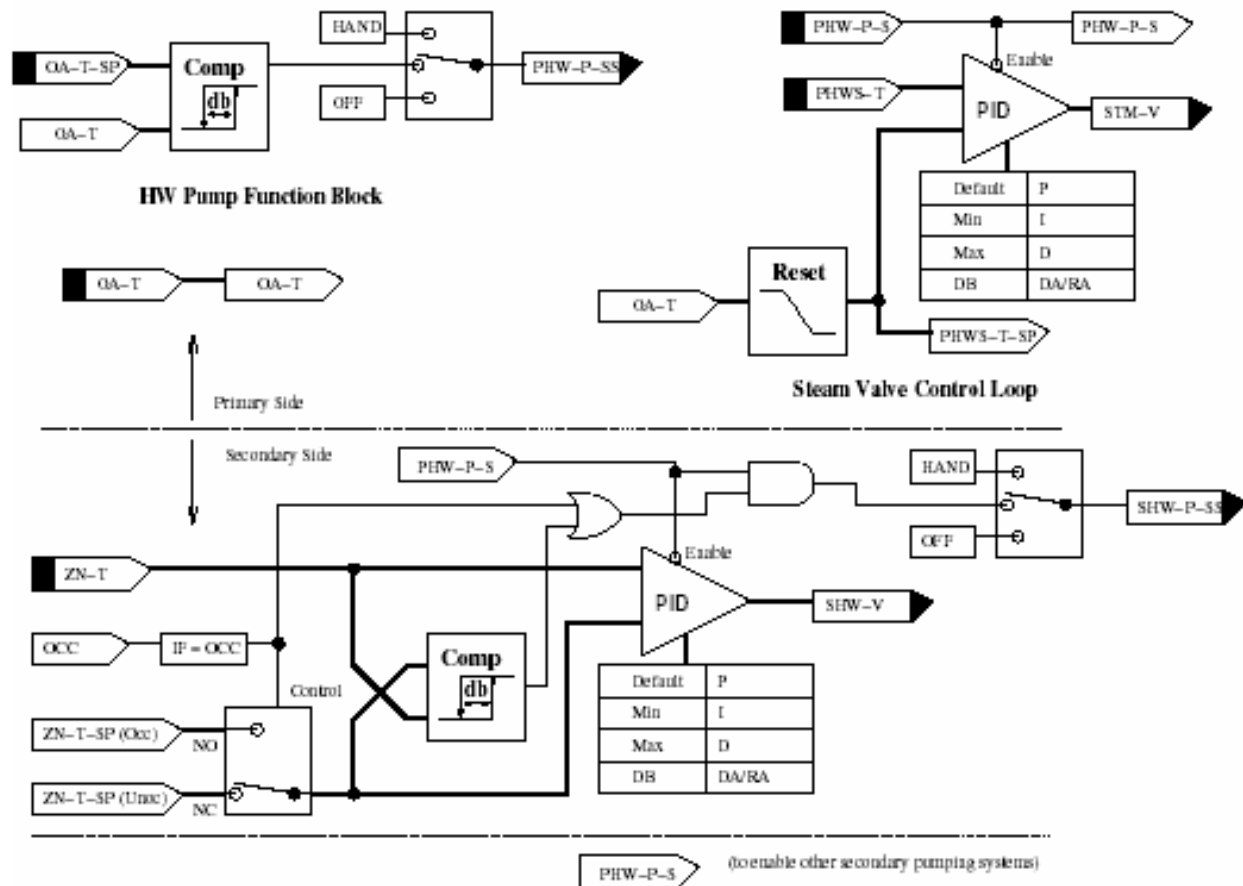 HAND
OA-T-SP
Comp
db
PHW-P-SS
OFF
OA-T
HW Pump Function Block
PHW-P-S
PHW-P-S
Enable
PHWS-T
PID
STM-V
Default P
Min I
Max D
DB DA/RA
OA-T
OA-T
Reset
OA-T
PHWS-T-SP
Steam Valve Control Loop
Primary Side
Secondary Side
PHW-P-S
HAND
SHW-P-SS
OFF
Enable
ZN-T
PID
SHW-V
OCC
IF = OCC
Comp
db
Control
Default P
Min I
Max D
DB DA/RA
ZN-T-SP (Occ)
NO
ZN-T-SP (Unoc)
NC
PHW-P-S
(to enable other secondary pumping systems)